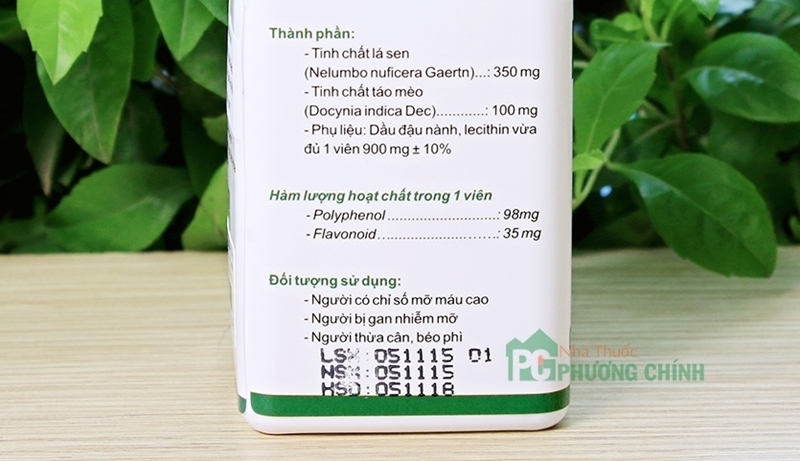 Thành phần:
- Tinh chất lá sen
(Nelumbo nuficera Gaertn)...: 350 mg
- Tinh chất táo mèo
(Docynia indica Dec)............: 100 mg
- Phụ liệu: Dầu đậu nành, lecithin vừa
đủ 1 viên 900 mg ± 10%
Hàm lượng hoạt chất trong 1 viên
- Polyphenol ......................: 98mg
- Flavonoid.........................: 35 mg
Đối tượng sử dụng:
- Người có chỉ số mỡ máu cao
- Người bị gan nhiễm mỡ
- Người thừa cân, béo phì
LSX: 051115 01
NSX: 051115
HSD: 051118
PC Nhà Thuốc
PHƯƠNG CHÍNH